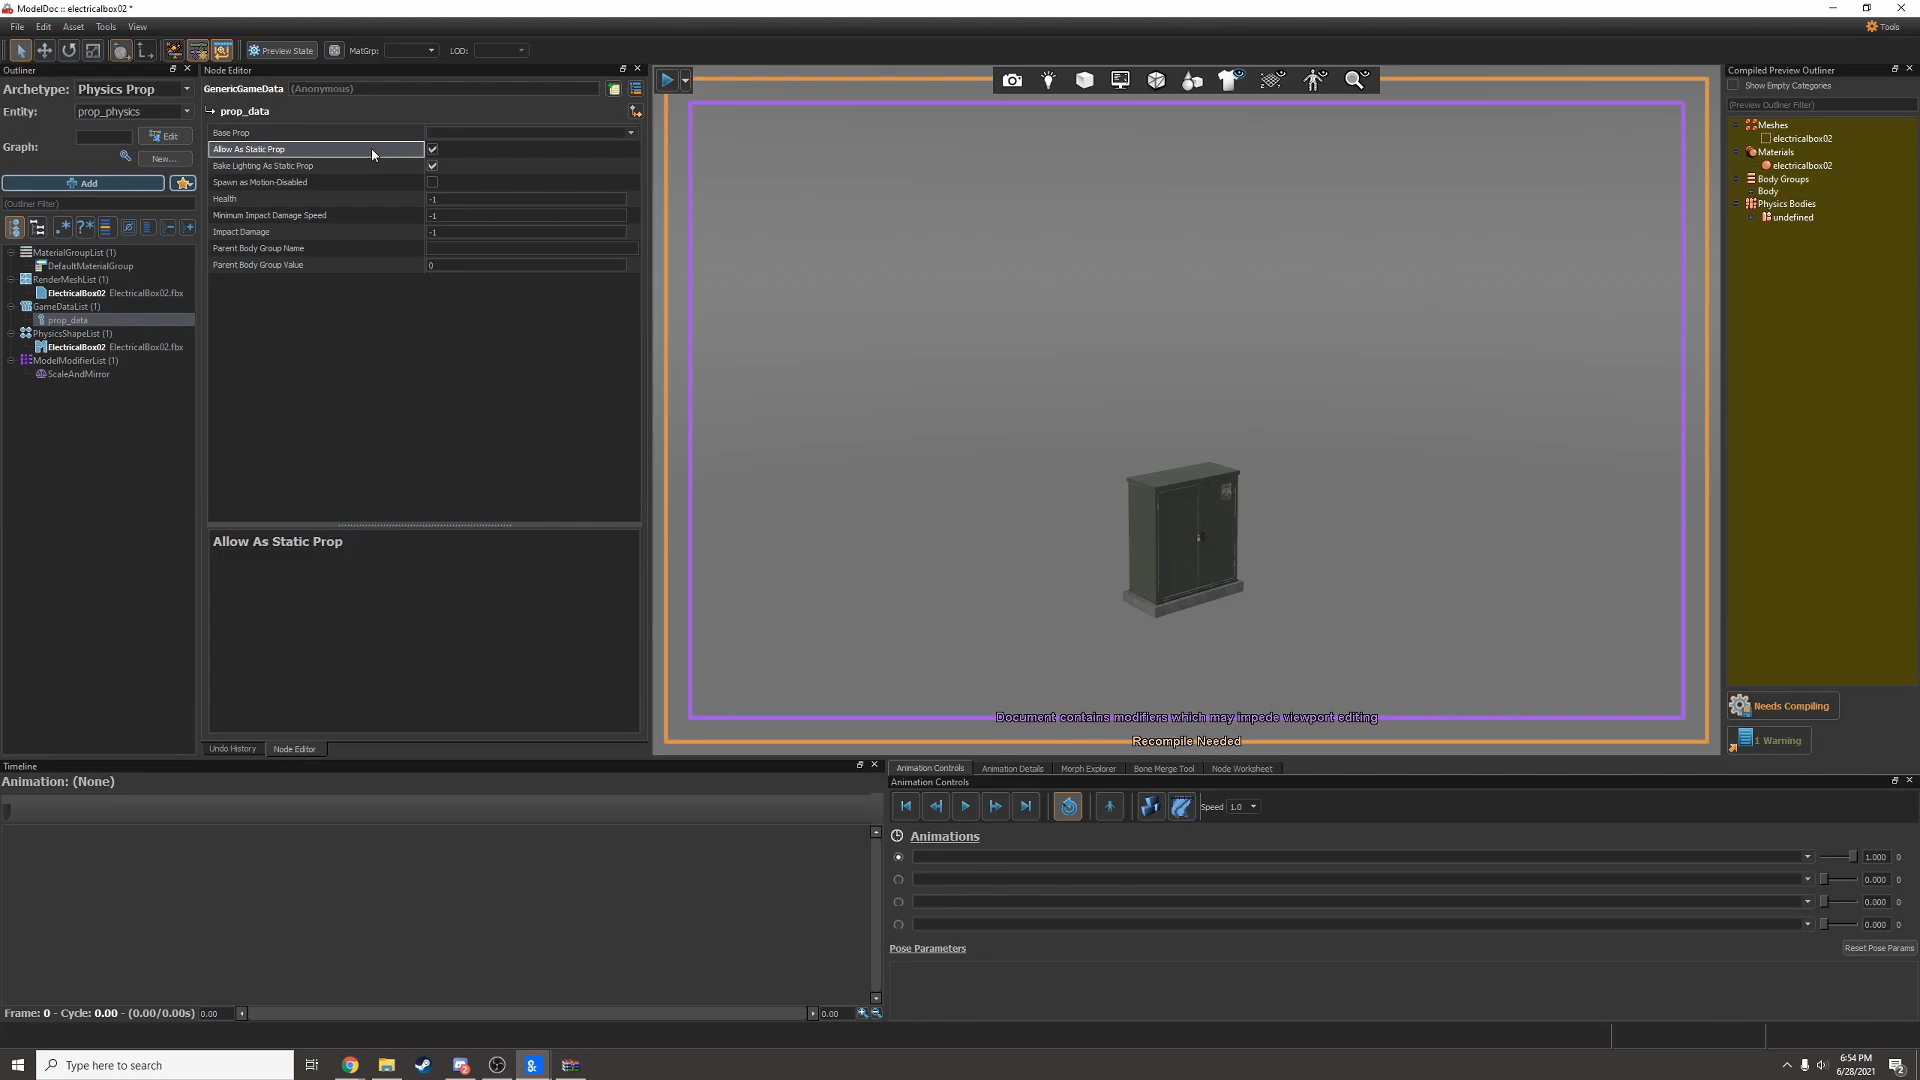 ModelDoc :: electricalbox02 *
File Edit Asset Tools View
Tools
Preview State MatGrp: LOD:
Outliner
Archetype: Physics Prop
Entity: prop_physics
Graph: Edit
New...
Add
(Outliner Filter)
MaterialGroupList (1)
DefaultMaterialGroup
RenderMeshList (1)
ElectricalBox02 ElectricalBox02.fbx
GameDataList (1)
prop_data
PhysicsShapeList (1)
ElectricalBox02 ElectricalBox02.fbx
ModelModifierList (1)
ScaleAndMirror
Node Editor
GenericGameData (Anonymous)
prop_data
Base Prop
Allow As Static Prop
Bake Lighting As Static Prop
Spawn as Motion-Disabled
Health -1
Minimum Impact Damage Speed -1
Impact Damage -1
Parent Body Group Name
Parent Body Group Value 0
Allow As Static Prop
Undo History Node Editor
Document contains modifiers which may impede viewport editing
Recompile Needed
Compiled Preview Outliner
Show Empty Categories
(Preview Outliner Filter)
Meshes
electricalbox02
Materials
electricalbox02
Body Groups
Body
Physics Bodies
undefined
Needs Compiling
1 Warning
Timeline
Animation: (None)
Frame: 0 - Cycle: 0.00 - (0.00/0.00s) 0.00 0.00
Animation Controls Animation Details Morph Explorer Bone Merge Tool Node Worksheet
Animation Controls
Speed 1.0
Animations
1.000 0
0.000 0
0.000 0
0.000 0
Pose Parameters
Reset Pose Params
Type here to search
6:54 PM
6/28/2021
2